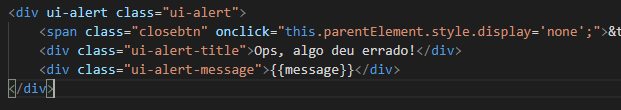 <div ui-alert class="ui-alert">
<span class="closebtn" onclick="this.parentElement.style.display='none';">&t
<div class="ui-alert-title">Ops, algo deu errado!</div>
<div class="ui-alert-message">{{message}}</div>
</div>